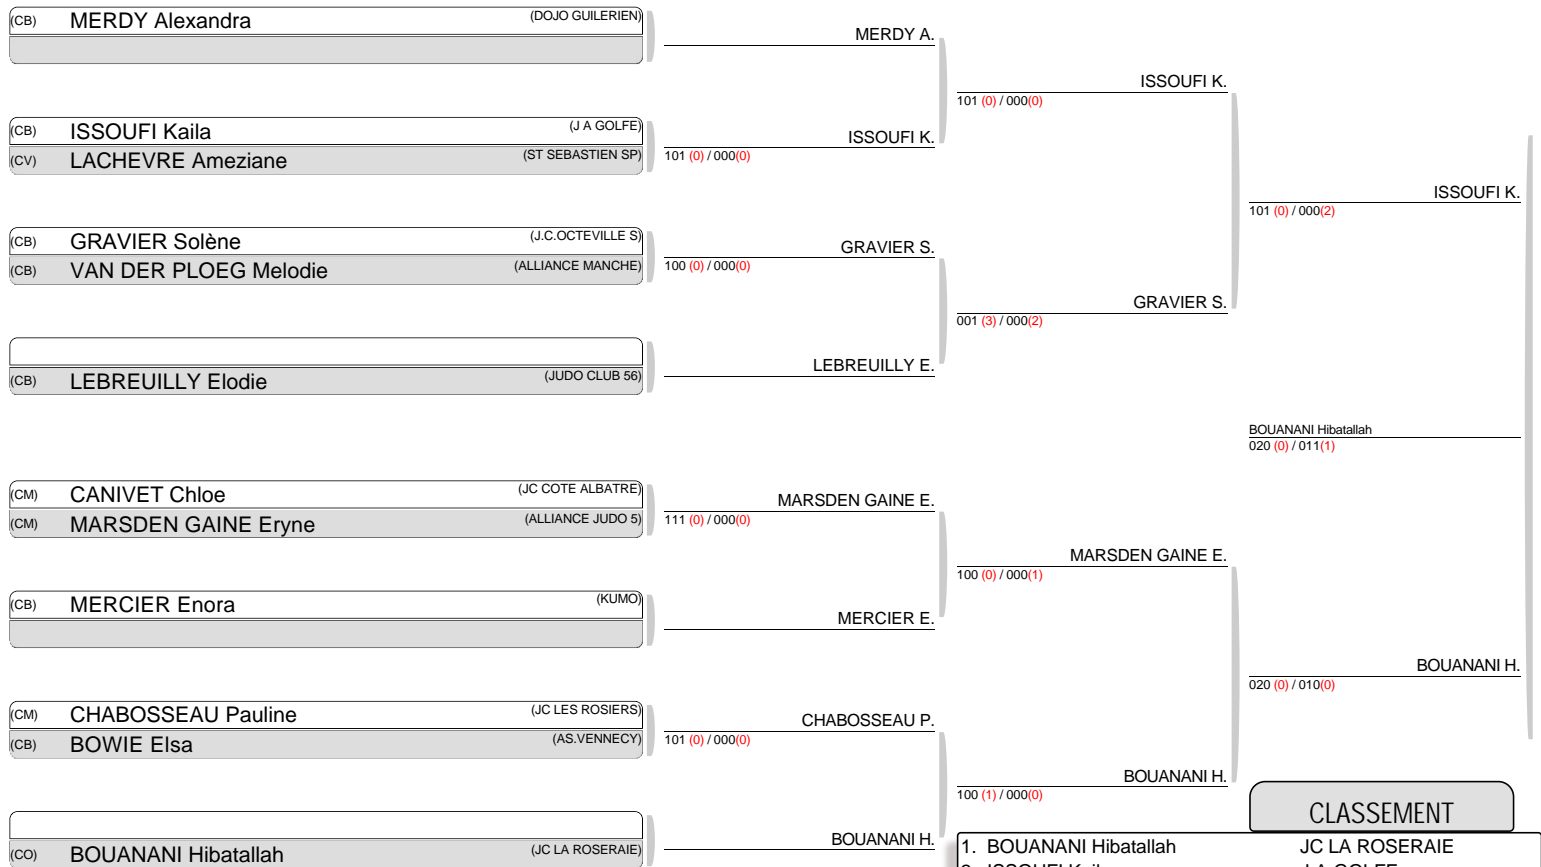 (CB) MERDY Alexandra (DOJO GUILERIEN)
MERDY A.
ISSOUFI K.
101 (0) / 000(0)
(CB) ISSOUFI Kaila (J A GOLFE)
(CV) LACHEVRE Ameziane (ST SEBASTIEN SP)
ISSOUFI K.
101 (0) / 000(0)
ISSOUFI K.
101 (0) / 000(2)
(CB) GRAVIER Solène (J.C.OCTEVILLE S)
(CB) VAN DER PLOEG Melodie (ALLIANCE MANCHE)
GRAVIER S.
100 (0) / 000(0)
GRAVIER S.
001 (3) / 000(2)
(CB) LEBREUILLY Elodie (JUDO CLUB 56)
LEBREUILLY E.
BOUANANI Hibatallah
020 (0) / 011(1)
(CM) CANIVET Chloe (JC COTE ALBATRE)
(CM) MARSDEN GAINE Eryne (ALLIANCE JUDO 5)
MARSDEN GAINE E.
111 (0) / 000(0)
MARSDEN GAINE E.
100 (0) / 000(1)
(CB) MERCIER Enora (KUMO)
MERCIER E.
BOUANANI H.
020 (0) / 010(0)
(CM) CHABOSSEAU Pauline (JC LES ROSIERS)
(CB) BOWIE Elsa (AS.VENNECY)
CHABOSSEAU P.
101 (0) / 000(0)
BOUANANI H.
100 (1) / 000(0)
(CO) BOUANANI Hibatallah (JC LA ROSERAIE)
BOUANANI H.
CLASSEMENT
1. BOUANANI Hibatallah JC LA ROSERAIE
2. ISSOUFI Kaila J A GOLFE